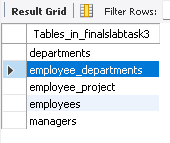 Result Grid Filter Rows:
Tables_in_finalslabtask3
departments
employee_departments
employee_project
employees
managers